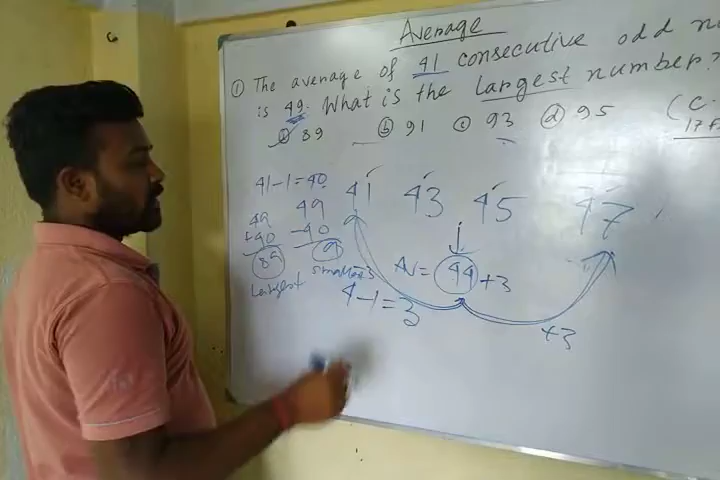 Average
① The average of 41 consecutive odd n
is 49. What is the largest number?
ⓐ 89 ⓑ 91 ⓒ 93 ⓓ 95 (C.
17 F
41-1=40
49
+40
89
Largest
49
-40
9
smallest
41 43 45 47
Av= 44 +3
-3
4-1=3
+3